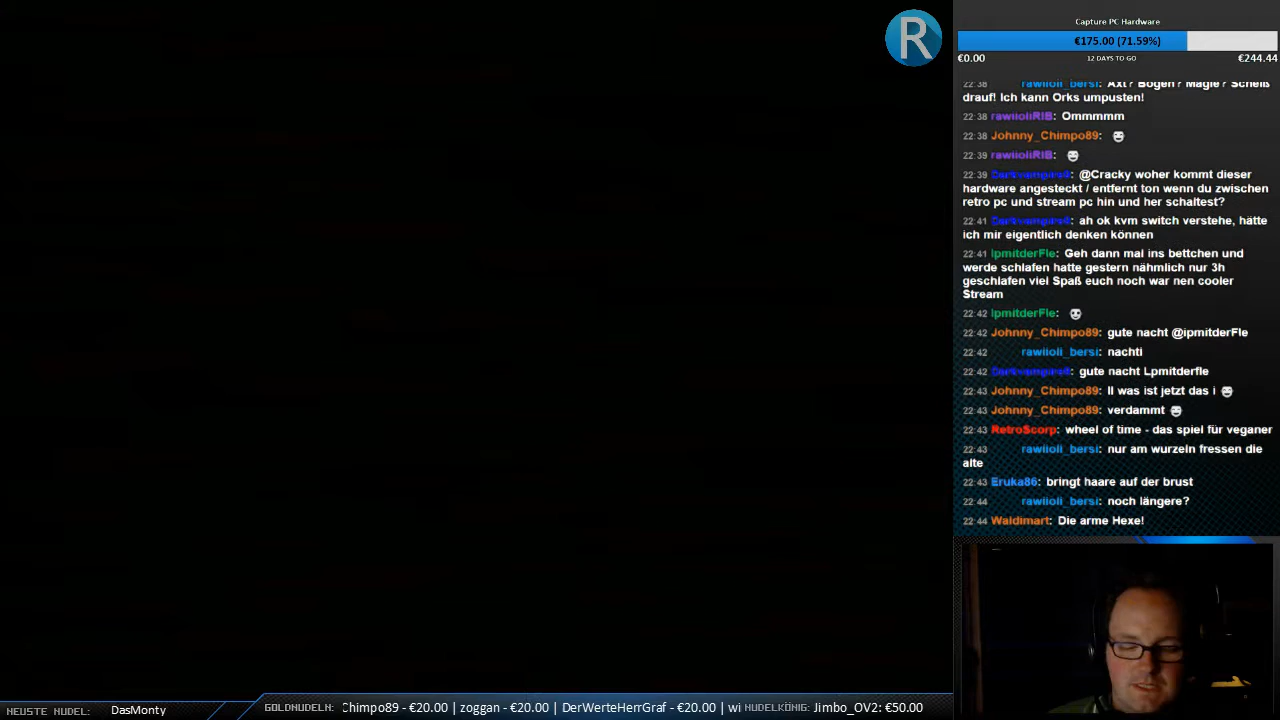 R
Capture PC Hardware
€175.00 (71.59%)
€0.00 12 DAYS TO GO €244.44
22:38 rawiioli_bersi: Axt? Bogen? Magie? Scheiß
drauf! Ich kann Orks umpusten!
22:38 rawiioliRIB: Ommmmm
22:38 Johnny_Chimpo89:
22:39 rawiioliRIB:
22:39 Darkvampire8: @Cracky woher kommt dieser
hardware angesteckt / entfernt ton wenn du zwischen
retro pc und stream pc hin und her schaltest?
22:41 : ah ok kvm switch verstehe, hätte
ich mir eigentlich denken können
22:41 lpmitderFle: Geh dann mal ins bettchen und
werde schlafen hatte gestern nähmlich nur 3h
geschlafen viel Spaß euch noch war nen cooler
Stream
22:42 lpmitderFle:
22:42 Johnny_Chimpo89: gute nacht @ipmitderFle
22:42 rawiioli_bersi: nachti
22:42 : gute nacht Lpmitderfle
22:43 Johnny_Chimpo89: II was ist jetzt das i
22:43 Johnny_Chimpo89: verdammt
22:43 RetroScorp: wheel of time - das spiel für veganer
22:43 rawiioli_bersi: nur am wurzeln fressen die
alte
22:43 Eruka86: bringt haare auf der brust
22:44 rawiioli_bersi: noch längere?
22:44 Waldimart: Die arme Hexe!
NEUSTE NUDEL: DasMonty
GOLDNUDELN: Chimpo89 - €20.00 | zoggan - €20.00 | DerWerteHerrGraf - €20.00 | wi NUDELKÖNIG: Jimbo_OV2: €50.00